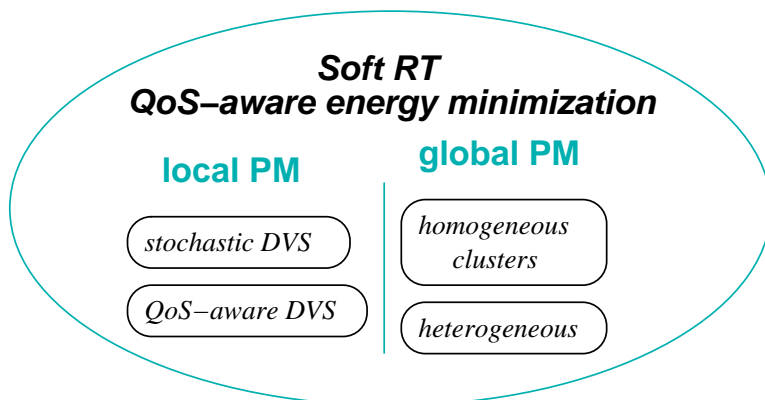 Soft RT
QoS–aware energy minimization
local PM
stochastic DVS
QoS−aware DVS
global PM
homogeneous
clusters
heterogeneous